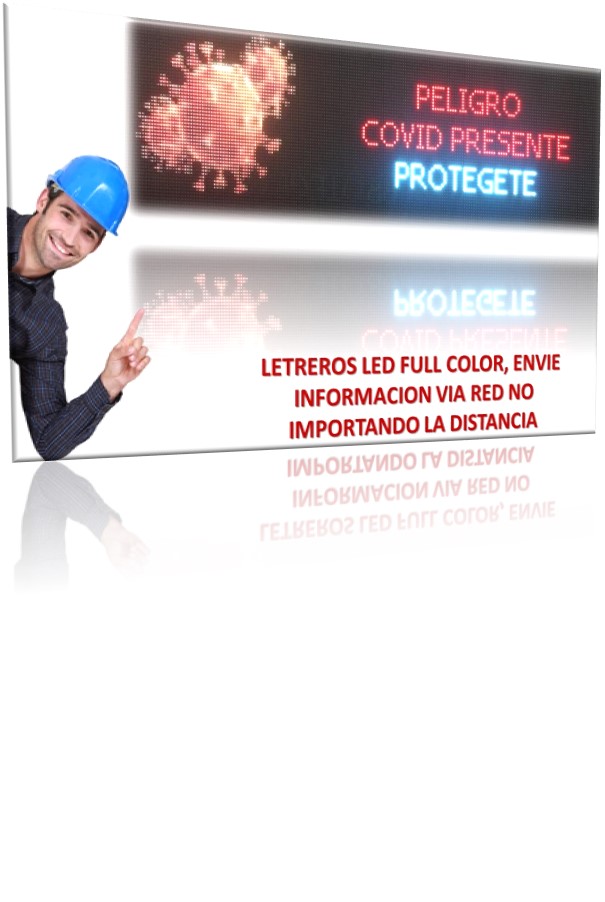 PELIGRO
COVID PRESENTE
PROTEGETE
LETREROS LED FULL COLOR, ENVIE
INFORMACION VIA RED NO
IMPORTANDO LA DISTANCIA